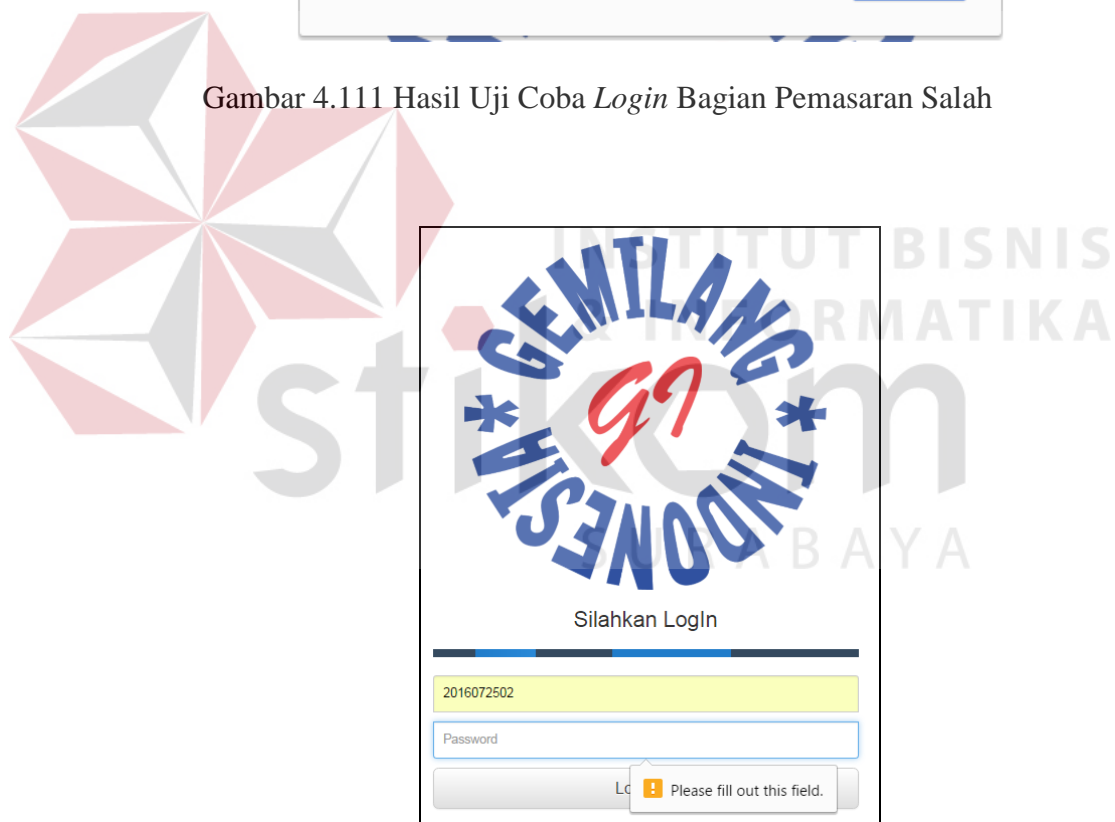 Gambar 4.111 Hasil Uji Coba Login Bagian Pemasaran Salah
INSTITUT BISNIS
& INFORMATIKA
stikom
SURABAYA
GEMILANG * INDONESIA *
GI
Silahkan LogIn
2016072502
Password
Lo
Please fill out this field.